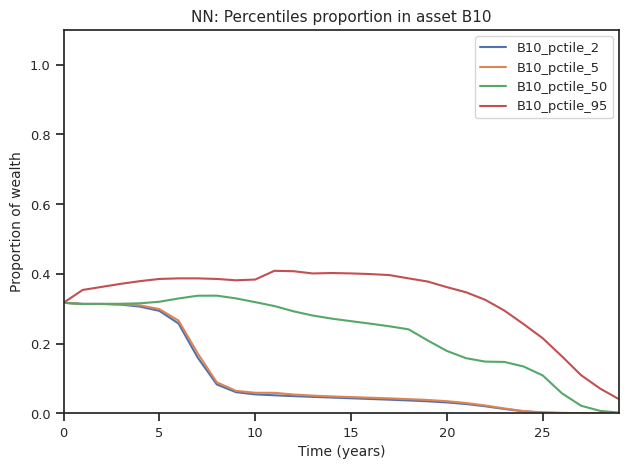 NN: Percentiles proportion in asset B10
B10_pctile_2
B10_pctile_5
B10_pctile_50
B10_pctile_95
Proportion of wealth
1.0
0.8
0.6
0.4
0.2
0.0
0 5 10 15 20 25
Time (years)